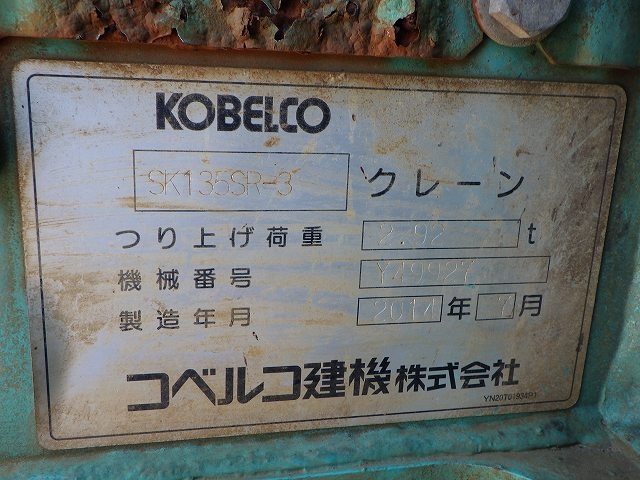 KOBELCO
SK135SR-3 クレーン
つり上げ荷重 2.92 t
機械番号 Y49927
製造年月 2014 年 7 月
コベルコ建機株式会社